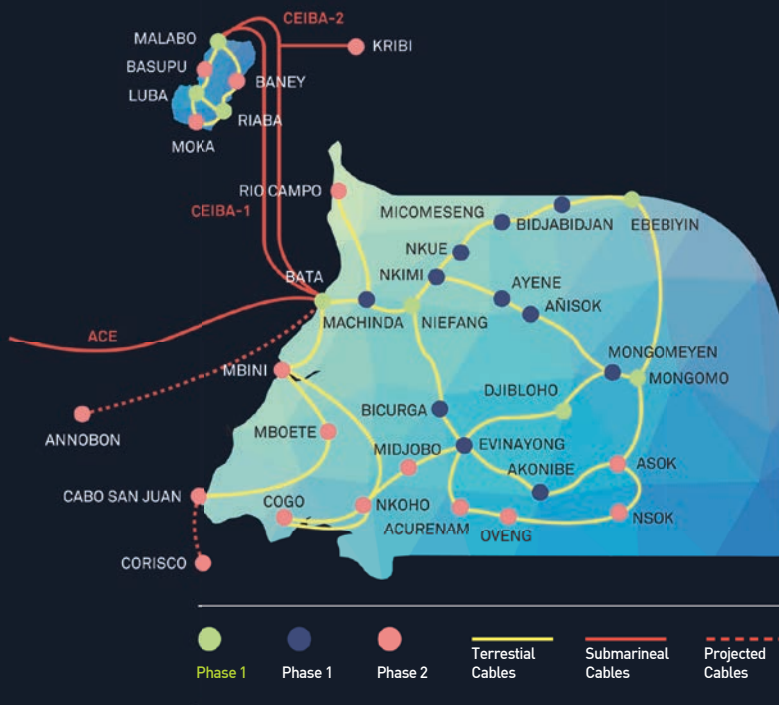 CEIBA-2
MALABO
KRIBI
BASUPU
BANEY
LUBA
RIABA
MOKA
RIO CAMPO
CEIBA-1
MICOMESENG
BIDJABIDJAN
EBEBIYIN
NKUE
NKIMI
BATA
AYENE
AÑISOK
MACHINDA
NIEFANG
ACE
MONGOMEYEN
MBINI
MONGOMO
DJIBLOHO
BICURGA
ANNOBON
MBOETE
EVINAYONG
MIDJOBO
AKONIBE
ASOK
CABO SAN JUAN
COGO
NKOHO
ACURENAM
NSOK
OVENG
CORISCO
Phase 1
Phase 1
Phase 2
Terrestial
Cables
Submarineal
Cables
Projected
Cables